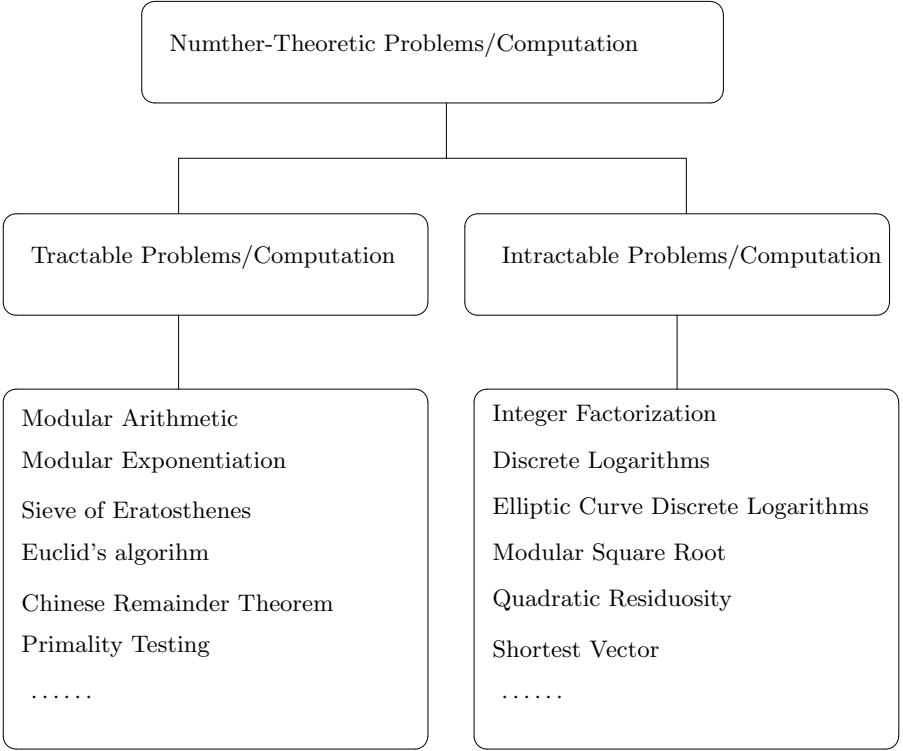 Numther-Theoretic Problems/Computation
Tractable Problems/Computation
Intractable Problems/Computation
Modular Arithmetic
Modular Exponentiation
Sieve of Eratosthenes
Euclid's algorihm
Chinese Remainder Theorem
Primality Testing
......
Integer Factorization
Discrete Logarithms
Elliptic Curve Discrete Logarithms
Modular Square Root
Quadratic Residuosity
Shortest Vector
......